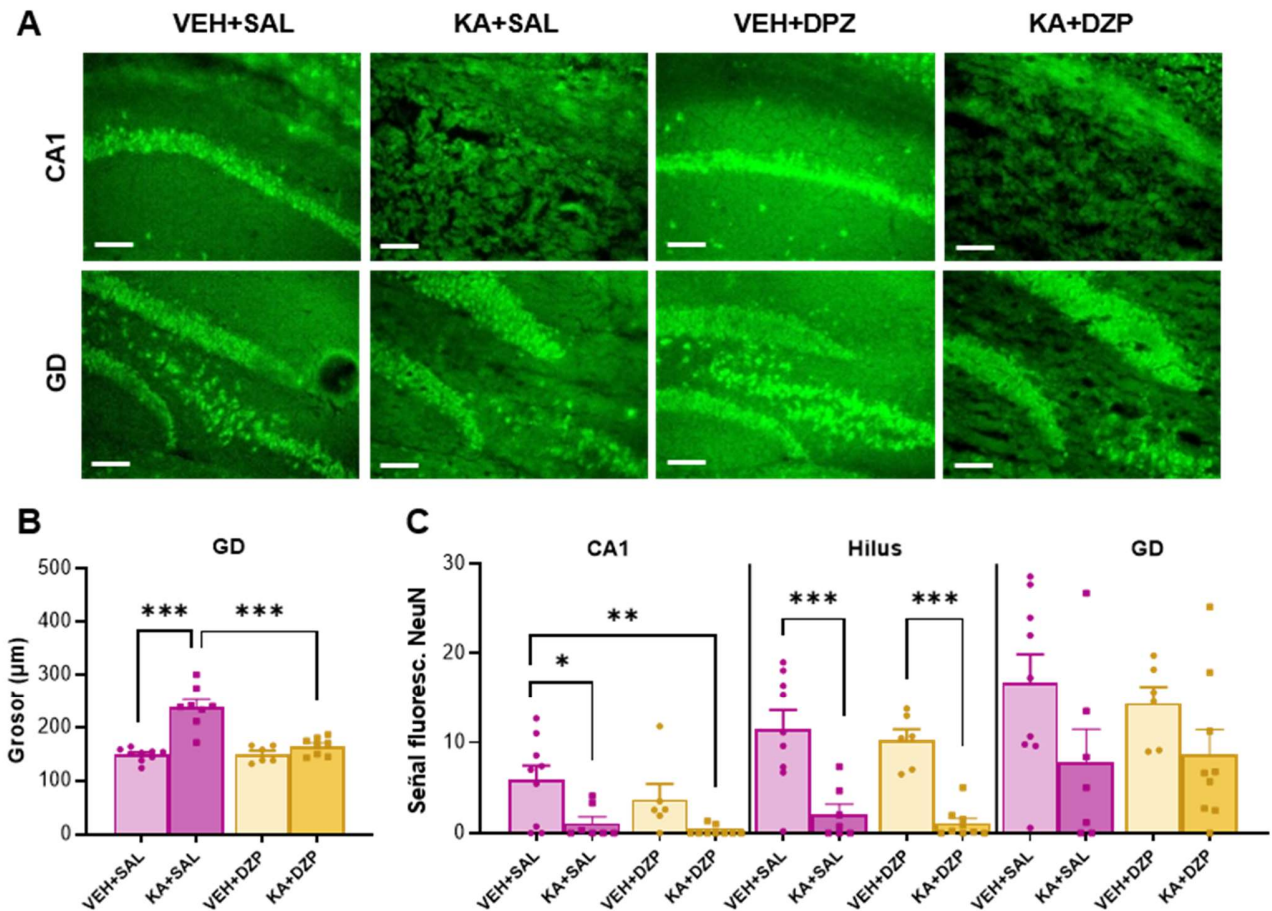 A
VEH+SAL KA+SAL VEH+DPZ KA+DZP
CA1
GD
B
GD
Grosor (µm)
500
400
300
200
100
0
*** ***
VEH+SAL KA+SAL VEH+DZP KA+DZP
C
CA1 Hilus GD
Señal fluoresc. NeuN
30
20
10
0
**
*
*** ***
VEH+SAL KA+SAL VEH+DZP KA+DZP VEH+SAL KA+SAL VEH+DZP KA+DZP VEH+SAL KA+SAL VEH+DZP KA+DZP